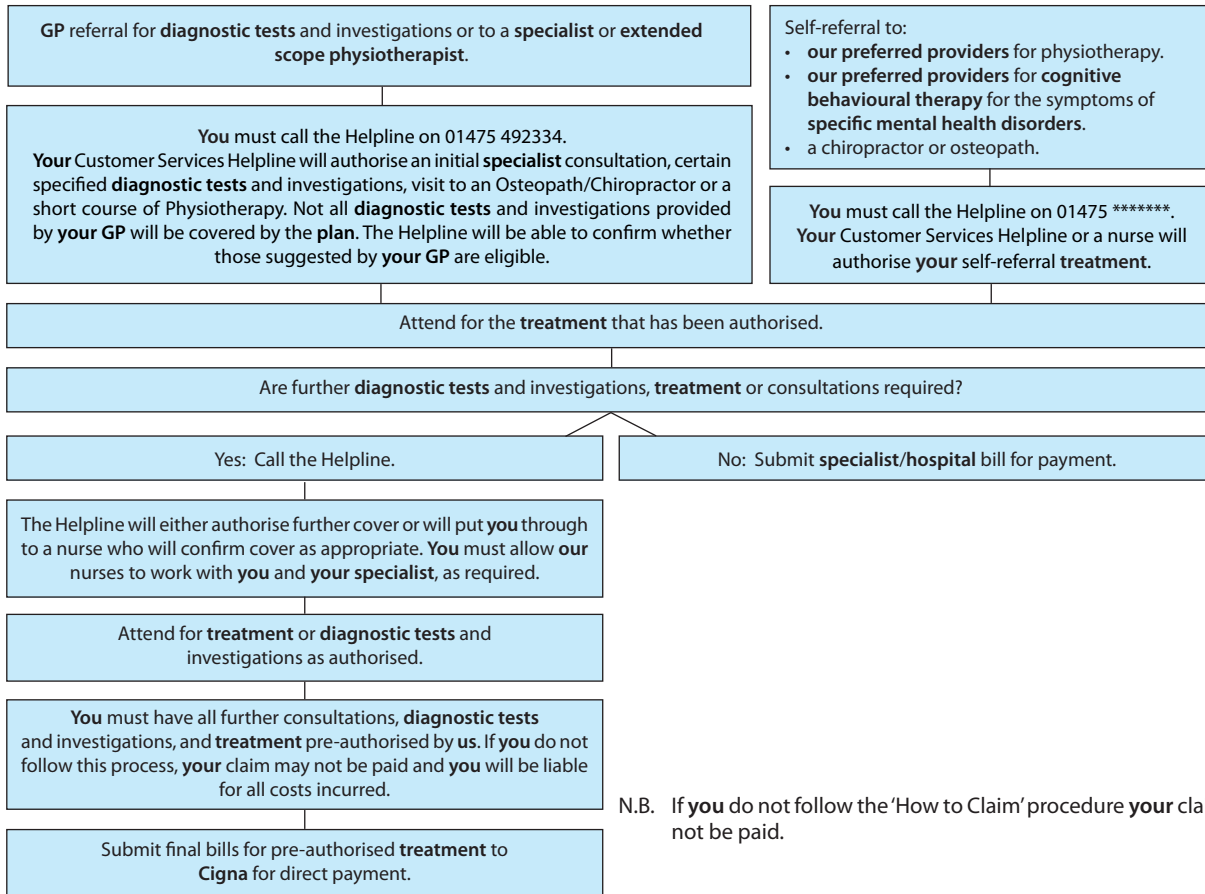 GP referral for diagnostic tests and investigations or to a specialist or extended
scope physiotherapist.
Self-referral to:
• our preferred providers for physiotherapy.
• our preferred providers for cognitive
behavioural therapy for the symptoms of
specific mental health disorders.
• a chiropractor or osteopath.
You must call the Helpline on 01475 492334.
Your Customer Services Helpline will authorise an initial specialist consultation, certain
specified diagnostic tests and investigations, visit to an Osteopath/Chiropractor or a
short course of Physiotherapy. Not all diagnostic tests and investigations provided
by your GP will be covered by the plan. The Helpline will be able to confirm whether
those suggested by your GP are eligible.
You must call the Helpline on 01475 *******.
Your Customer Services Helpline or a nurse will
authorise your self-referral treatment.
Attend for the treatment that has been authorised.
Are further diagnostic tests and investigations, treatment or consultations required?
Yes: Call the Helpline.
No: Submit specialist/hospital bill for payment.
The Helpline will either authorise further cover or will put you through
to a nurse who will confirm cover as appropriate. You must allow our
nurses to work with you and your specialist, as required.
Attend for treatment or diagnostic tests and
investigations as authorised.
You must have all further consultations, diagnostic tests
and investigations, and treatment pre-authorised by us. If you do not
follow this process, your claim may not be paid and you will be liable
for all costs incurred.
Submit final bills for pre-authorised treatment to
Cigna for direct payment.
N.B. If you do not follow the 'How to Claim' procedure your cla
not be paid.